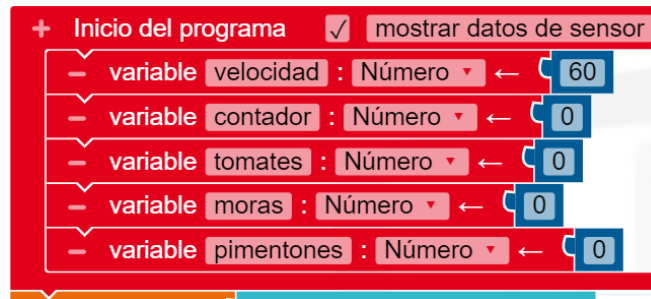 + Inicio del programa ✓ mostrar datos de sensor
– variable velocidad : Número ▾ ← 60
– variable contador : Número ▾ ← 0
– variable tomates : Número ▾ ← 0
– variable moras : Número ▾ ← 0
– variable pimentones : Número ▾ ← 0